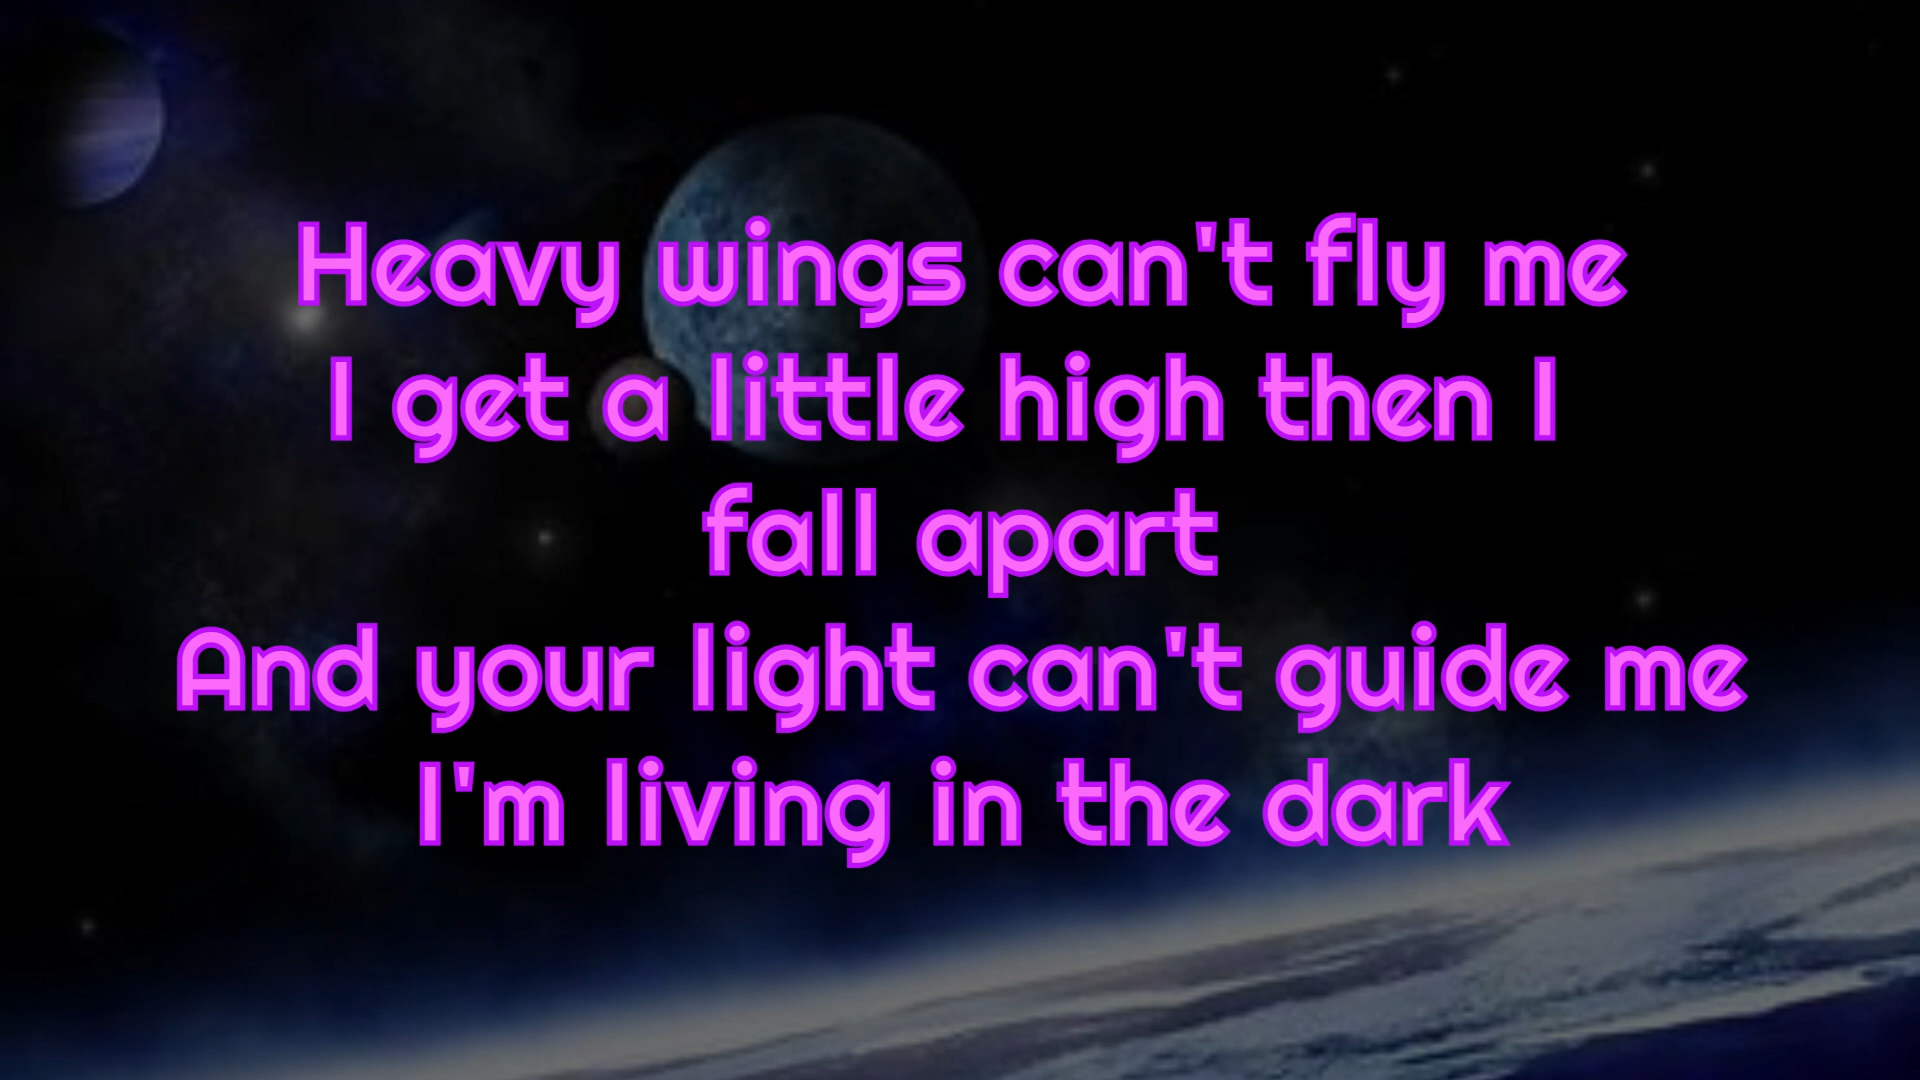 Heavy wings can't fly me
I get a little high then I
fall apart
And your light can't guide me
I'm living in the dark